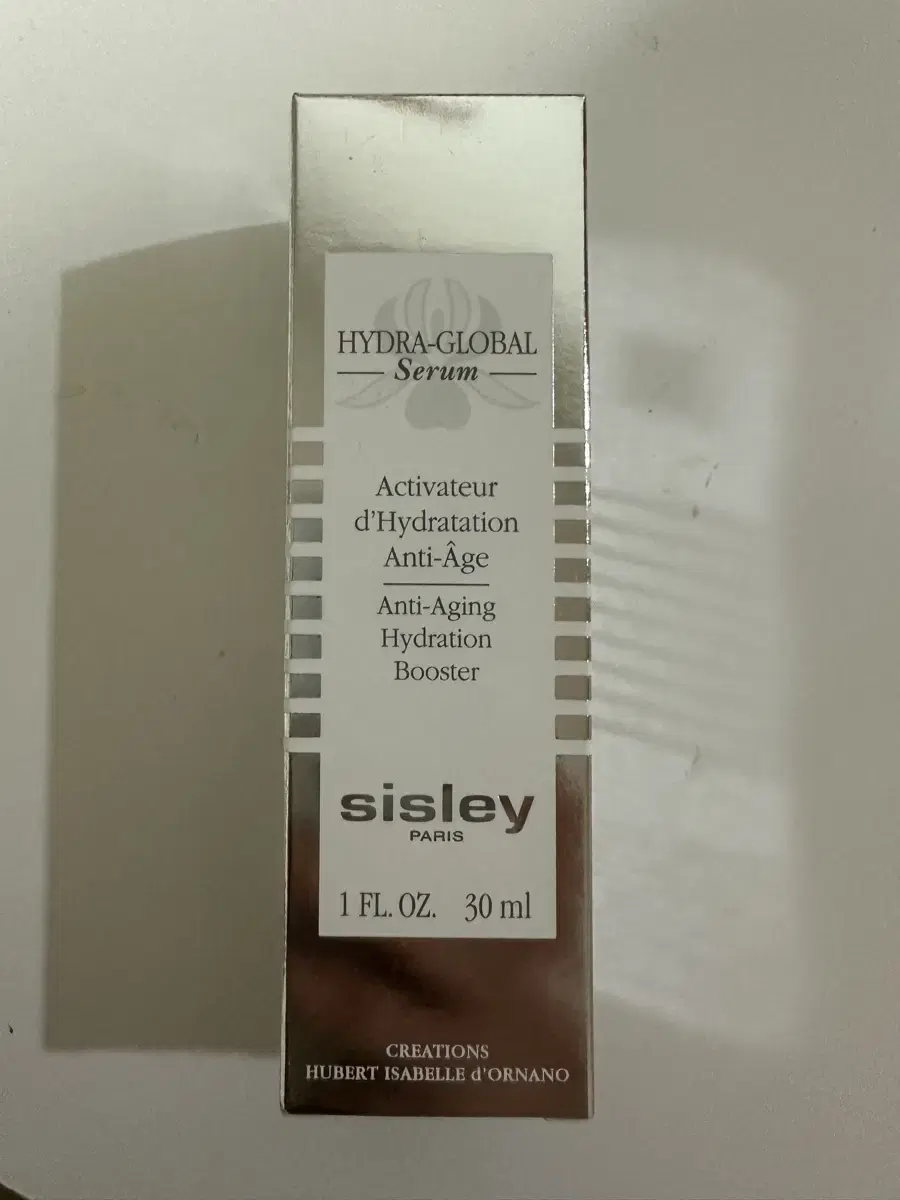 HYDRA-GLOBAL
Serum
Activateur
d'Hydratation
Anti-Âge
Anti-Aging
Hydration
Booster
sisley
PARIS
1 FL. OZ. 30 ml
CREATIONS
HUBERT ISABELLE d'ORNANO